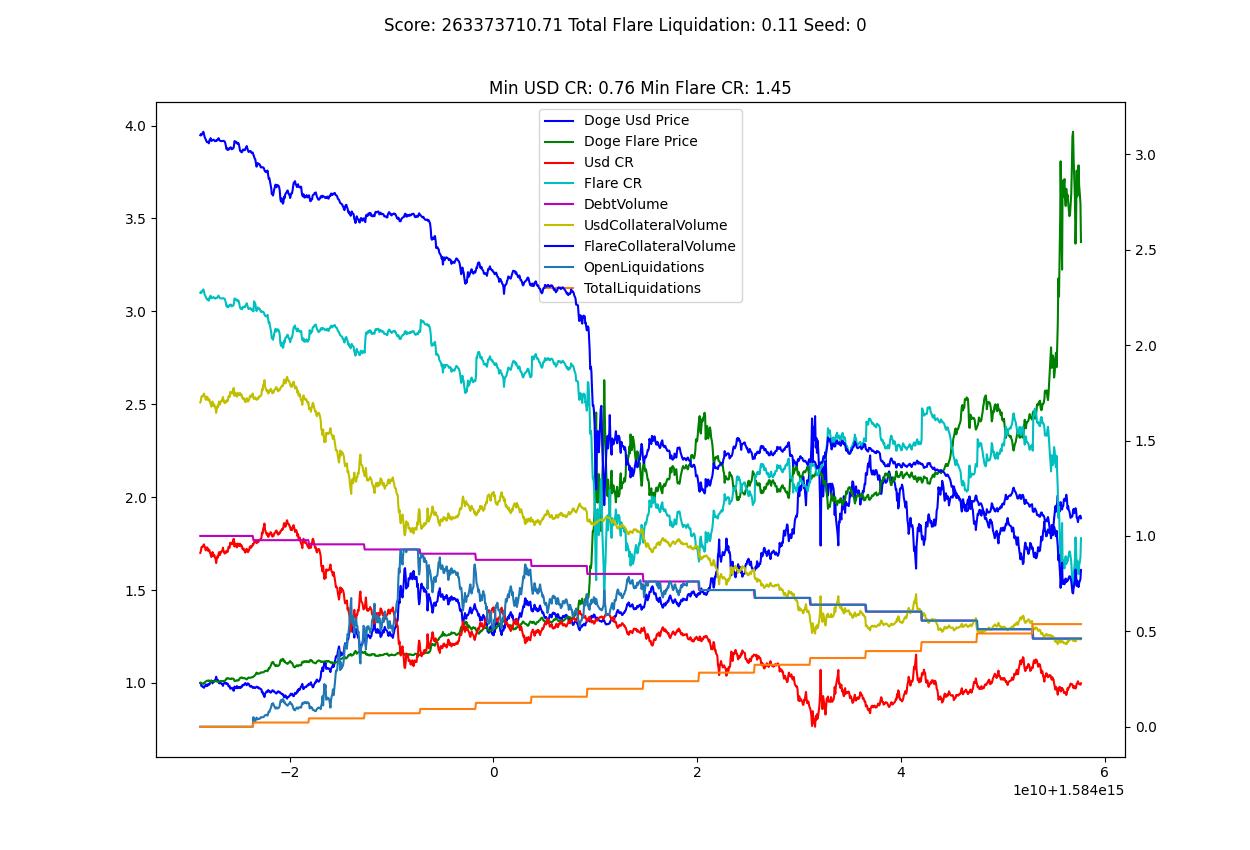 Score: 263373710.71 Total Flare Liquidation: 0.11 Seed: 0
Min USD CR: 0.76 Min Flare CR: 1.45
Doge Usd Price
Doge Flare Price
Usd CR
Flare CR
DebtVolume
UsdCollateralVolume
FlareCollateralVolume
OpenLiquidations
TotalLiquidations
4.0
3.5
3.0
2.5
2.0
1.5
1.0
3.0
2.5
2.0
1.5
1.0
0.5
0.0
−2 0 2 4 6
1e10+1.584e15